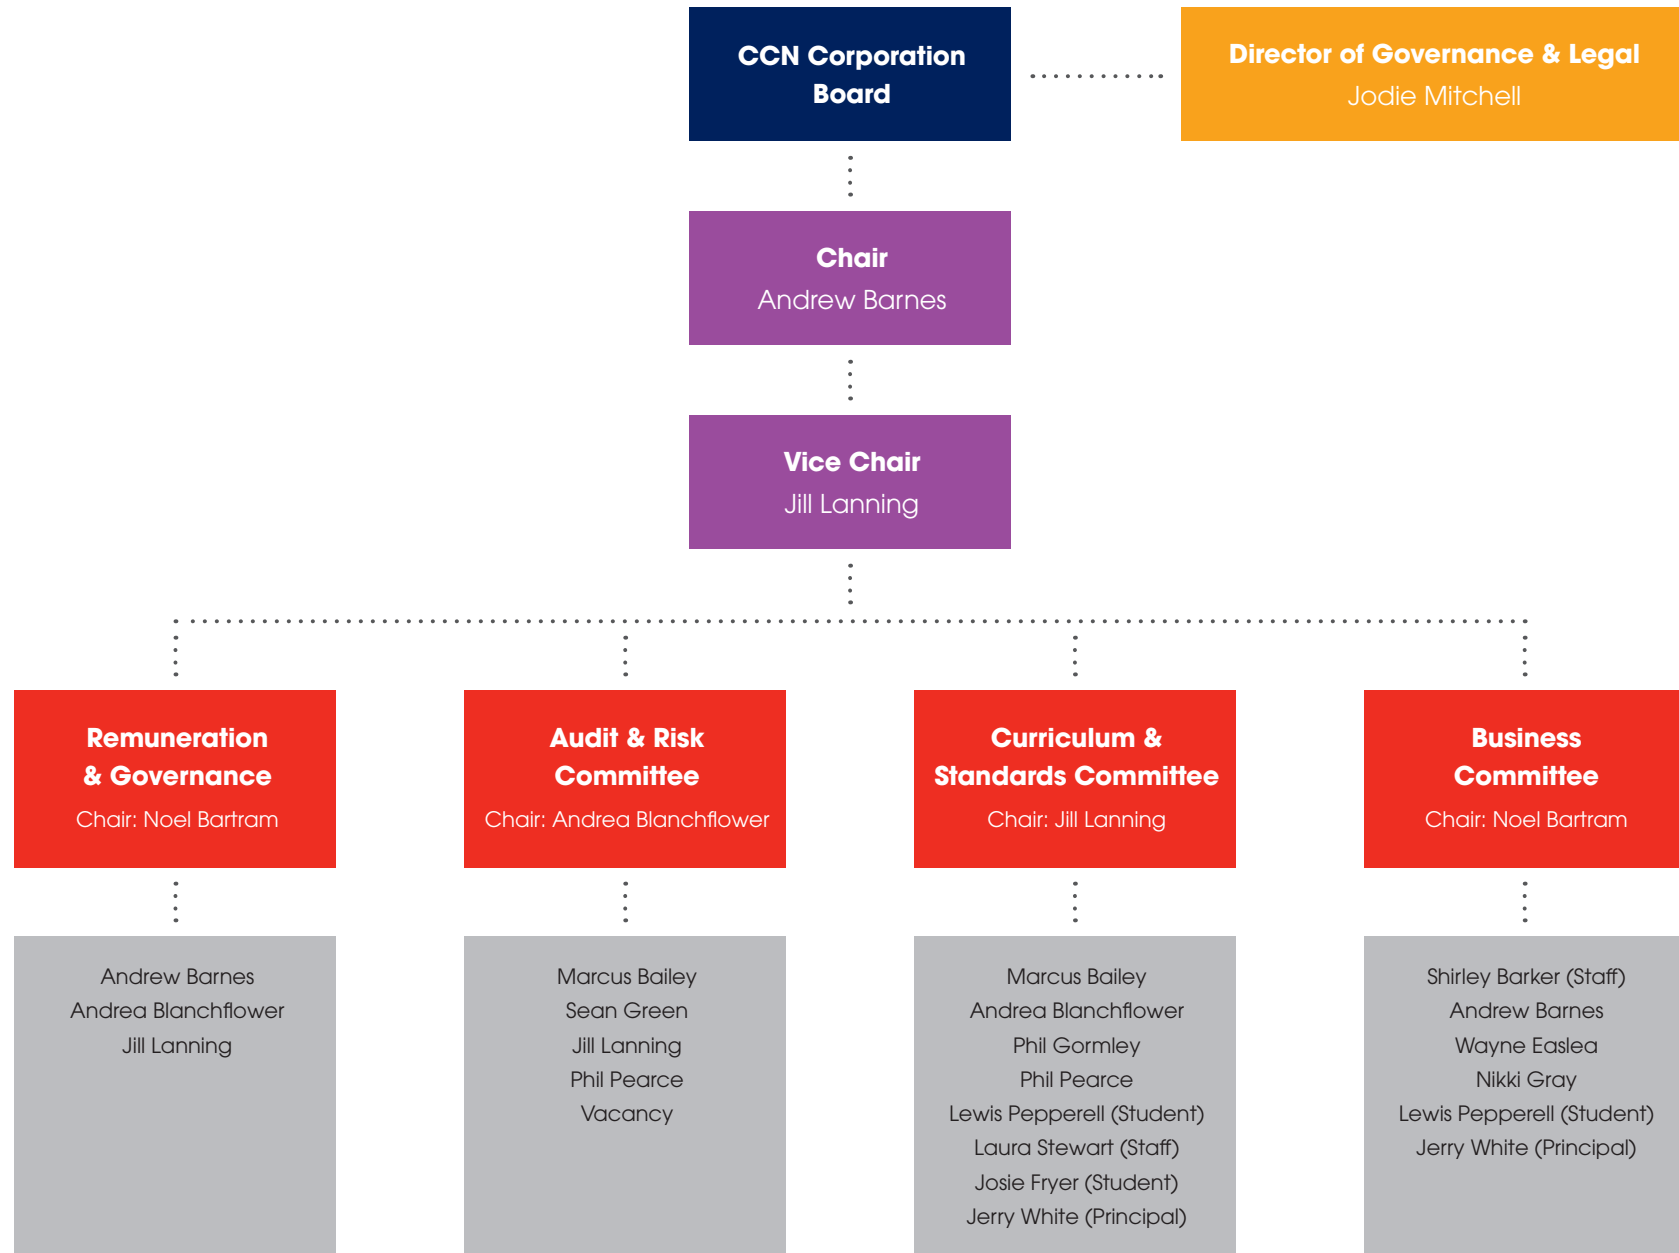 CCN Corporation
Board
Director of Governance & Legal
Jodie Mitchell
Chair
Andrew Barnes
Vice Chair
Jill Lanning
Remuneration
& Governance
Chair: Noel Bartram
Audit & Risk
Committee
Chair: Andrea Blanchflower
Curriculum &
Standards Committee
Chair: Jill Lanning
Business
Committee
Chair: Noel Bartram
Andrew Barnes
Andrea Blanchflower
Jill Lanning
Marcus Bailey
Sean Green
Jill Lanning
Phil Pearce
Vacancy
Marcus Bailey
Andrea Blanchflower
Phil Gormley
Phil Pearce
Lewis Pepperell (Student)
Laura Stewart (Staff)
Josie Fryer (Student)
Jerry White (Principal)
Shirley Barker (Staff)
Andrew Barnes
Wayne Easlea
Nikki Gray
Lewis Pepperell (Student)
Jerry White (Principal)